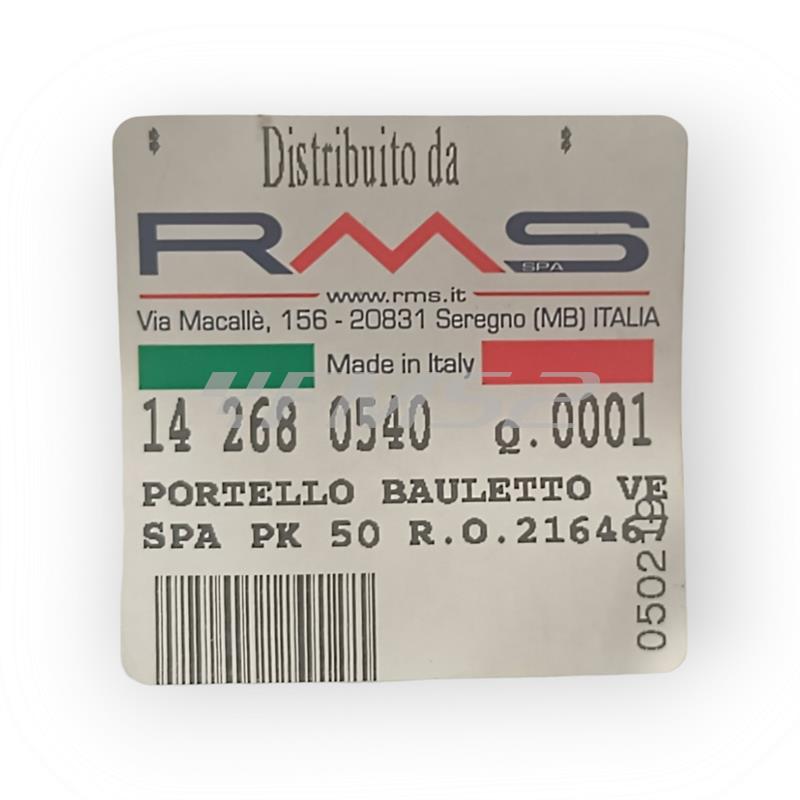 Distribuito da
RMS
SPA
www.rms.it
Via Macallè, 156 - 20831 Seregno (MB) ITALIA
Made in Italy
14 268 0540 Q.0001
PORTELLO BAULETTO VE
SPA PK 50 R.O.216467
050219